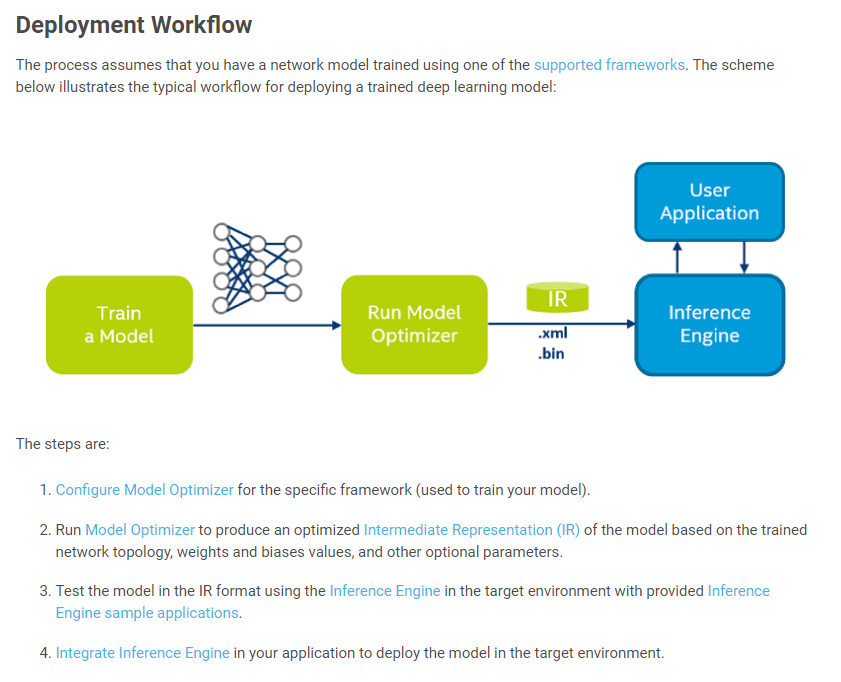 Deployment Workflow
The process assumes that you have a network model trained using one of the supported frameworks. The scheme
below illustrates the typical workflow for deploying a trained deep learning model:
Train
a Model
Run Model
Optimizer
IR
.xml
.bin
User
Application
Inference
Engine
The steps are:
1. Configure Model Optimizer for the specific framework (used to train your model).
2. Run Model Optimizer to produce an optimized Intermediate Representation (IR) of the model based on the trained
network topology, weights and biases values, and other optional parameters.
3. Test the model in the IR format using the Inference Engine in the target environment with provided Inference
Engine sample applications.
4. Integrate Inference Engine in your application to deploy the model in the target environment.